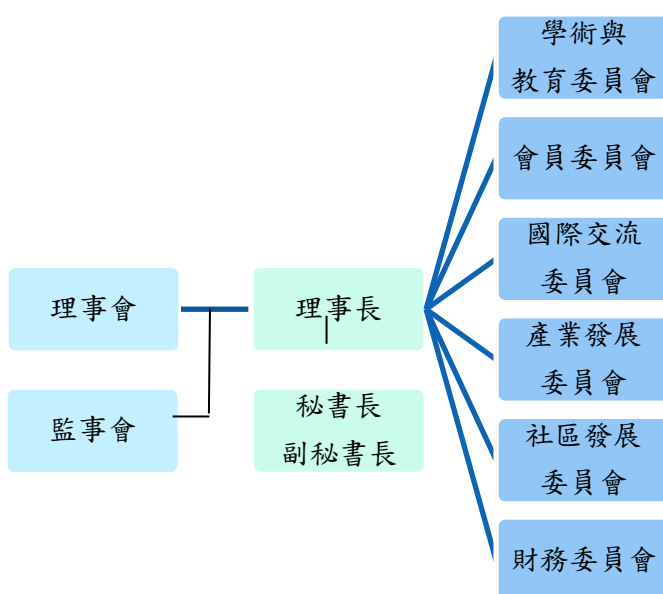 理事會
監事會
理事長
秘書長
副秘書長
學術與
教育委員會
會員委員會
國際交流
委員會
產業發展
委員會
社區發展
委員會
財務委員會